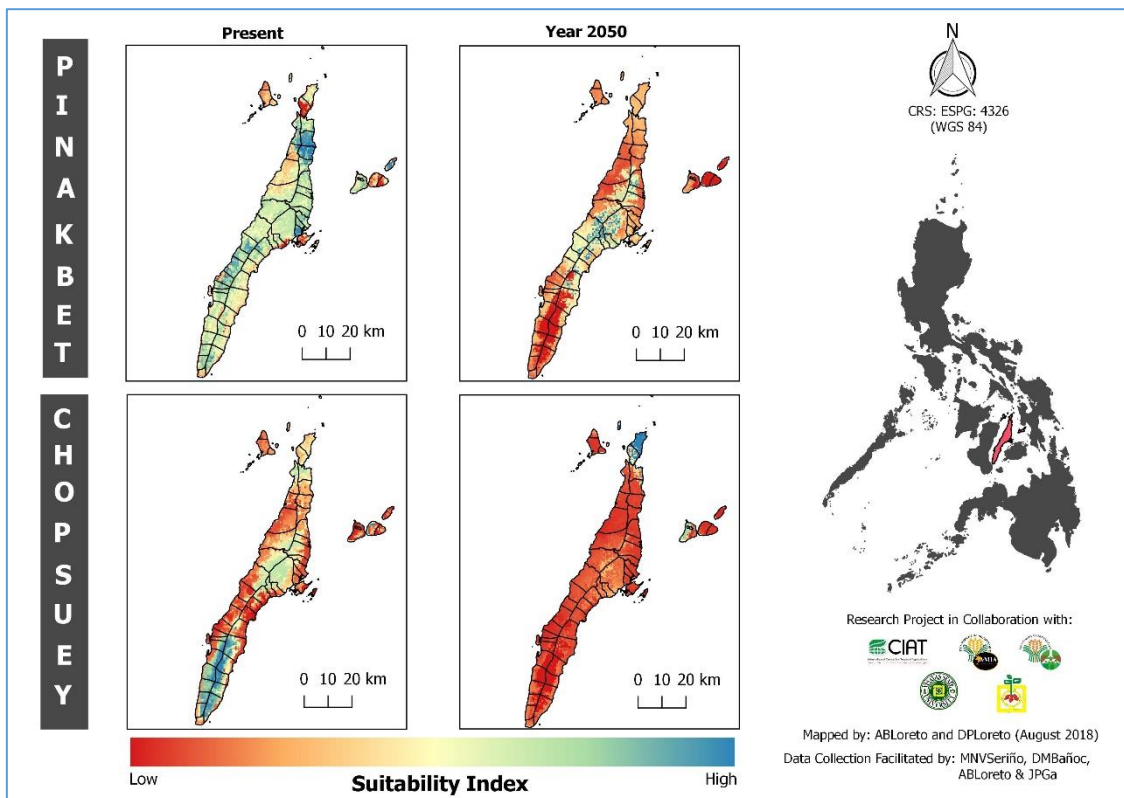 PINAKBET
CHOPSUEY
Present
Year 2050
0 10 20 km
0 10 20 km
0 10 20 km
0 10 20 km
Low
High
Suitability Index
N
CRS: ESPG: 4326
(WGS 84)
Research Project in Collaboration with:
CIAT
Mapped by: ABLoreto and DPLoreto (August 2018)
Data Collection Facilitated by: MNVSeriño, DMBañoc,
ABLoreto & JPGa